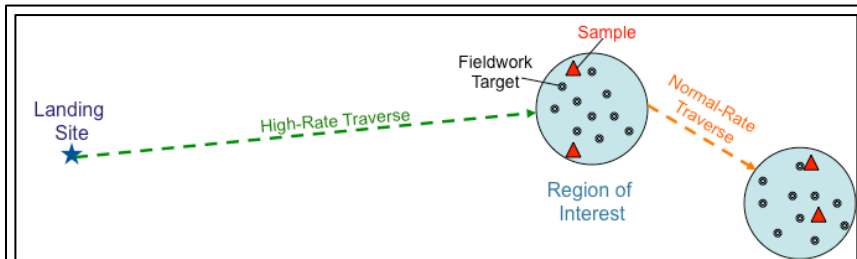 Sample
Fieldwork
Target
Landing
Site
High-Rate Traverse
Normal-Rate
Traverse
Region of
Interest